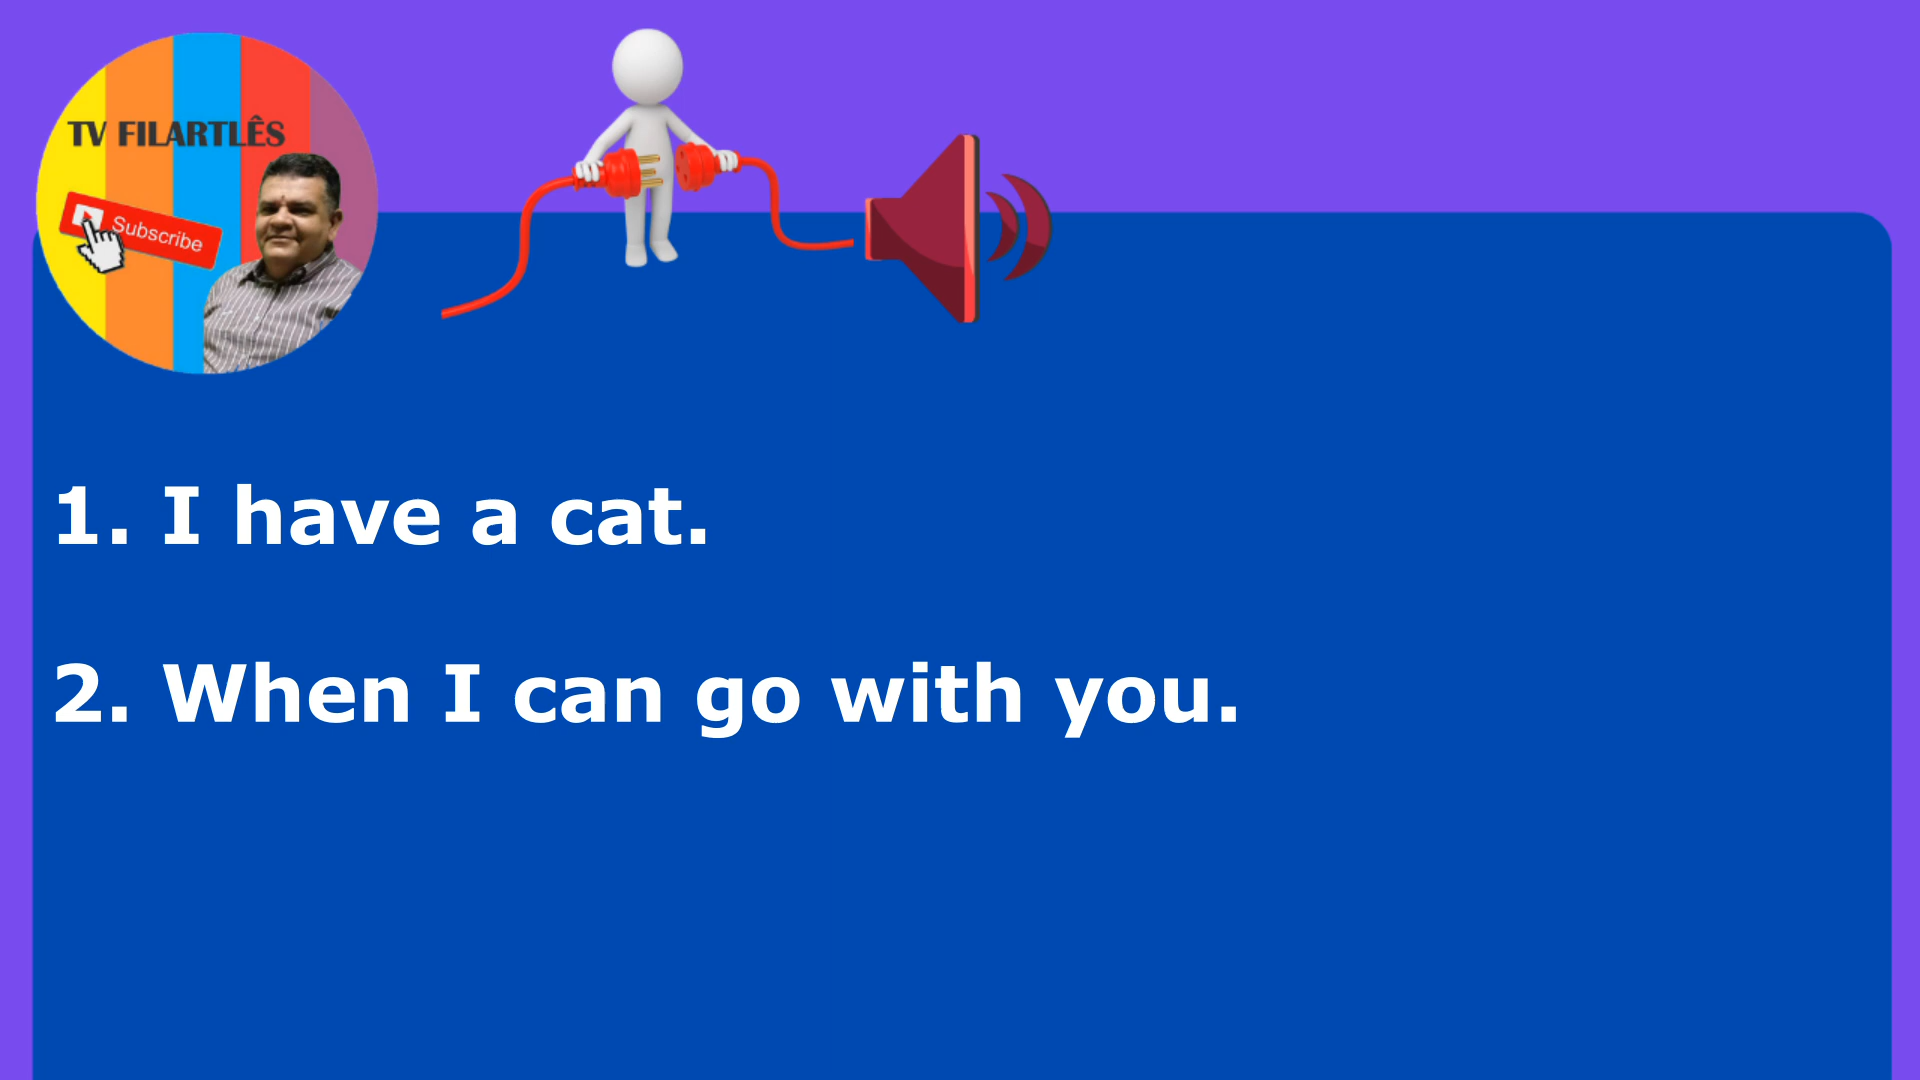 TV FILARTLÊS
Subscribe
1. I have a cat.
2. When I can go with you.